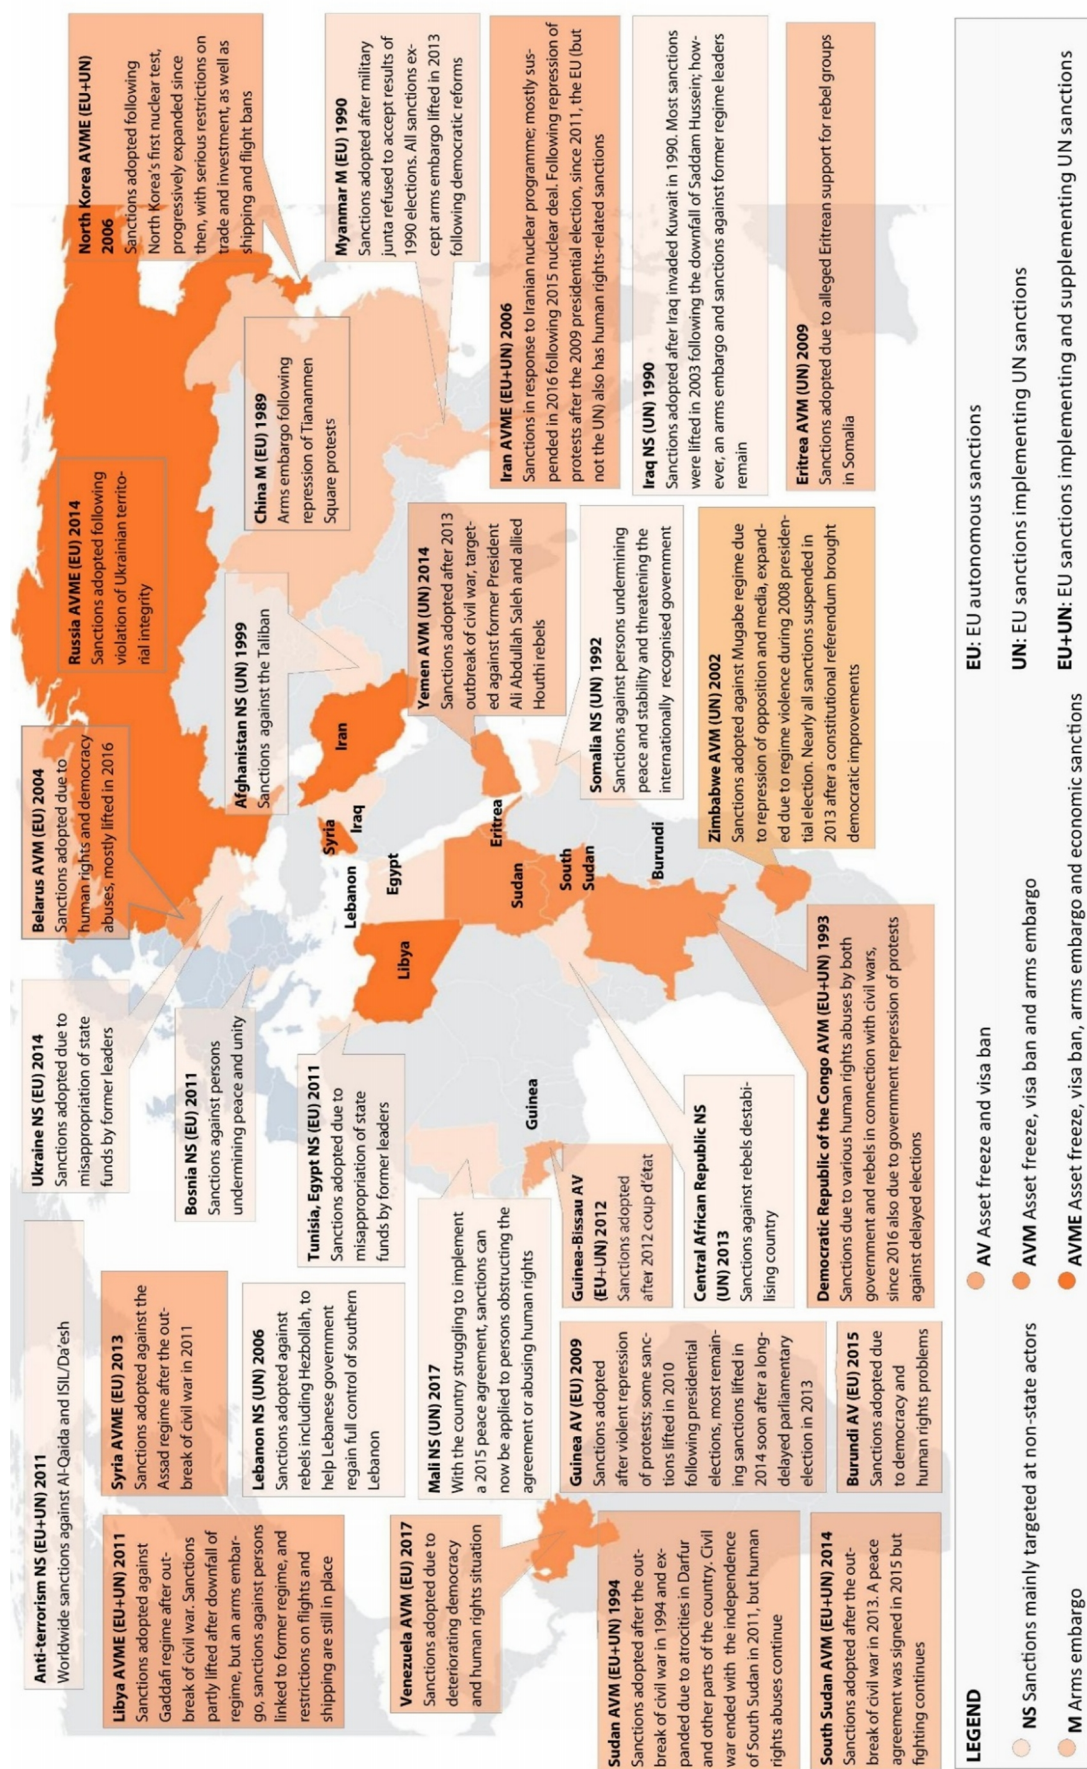 Anti-terrorism NS (EU+UN) 2011
Worldwide sanctions against Al-Qaida and ISIL/Da'esh
Libya AVME (EU+UN) 2011
Sanctions adopted against
Gaddafi regime after out-
break of civil war. Sanctions
partly lifted after downfall of
regime, but an arms embar-
go, sanctions against persons
linked to former regime, and
restrictions on flights and
shipping are still in place
Syria AVME (EU) 2013
Sanctions adopted against the
Assad regime after the out-
break of civil war in 2011
Lebanon NS (UN) 2006
Sanctions adopted against
rebels including Hezbollah, to
help Lebanese government
regain full control of southern
Lebanon
Venezuela AVM (EU) 2017
Sanctions adopted due to
deteriorating democracy
and human rights situation
Mali NS (UN) 2017
With the country struggling to implement
a 2015 peace agreement, sanctions can
now be applied to persons obstructing the
agreement or abusing human rights
Sudan AVM (EU+UN) 1994
Sanctions adopted after the out-
break of civil war in 1994 and ex-
panded due to atrocities in Darfur
and other parts of the country. Civil
war ended with the independence
of South Sudan in 2011, but human
rights abuses continue
Guinea AV (EU) 2009
Sanctions adopted
after violent repression
of protests; some sanc-
tions lifted in 2010
following presidential
elections, most remain-
ing sanctions lifted in
2014 soon after a long-
delayed parliamentary
election in 2013
South Sudan AVM (EU+UN) 2014
Sanctions adopted after the out-
break of civil war in 2013. A peace
agreement was signed in 2015 but
fighting continues
Burundi AV (EU) 2015
Sanctions adopted due
to democracy and
human rights problems
Ukraine NS (EU) 2014
Sanctions adopted due to
misappropriation of state
funds by former leaders
Bosnia NS (EU) 2011
Sanctions against persons
undermining peace and unity
Tunisia, Egypt NS (EU) 2011
Sanctions adopted due to
misappropriation of state
funds by former leaders
Guinea-Bissau AV
(EU+UN) 2012
Sanctions adopted
after 2012 coup d'état
Central African Republic NS
(UN) 2013
Sanctions against rebels destabi-
lising country
Democratic Republic of the Congo AVM (EU+UN) 1993
Sanctions due to various human rights abuses by both
government and rebels in connection with civil wars,
since 2016 also due to government repression of protests
against delayed elections
Belarus AVM (EU) 2004
Sanctions adopted due to
human rights and democracy
abuses, mostly lifted in 2016
Russia AVME (EU) 2014
Sanctions adopted following
violation of Ukrainian territo-
rial integrity
Afghanistan NS (UN) 1999
Sanctions against the Taliban
China M (EU) 1989
Arms embargo following
repression of Tiananmen
Square protests
North Korea AVME (EU+UN)
2006
Sanctions adopted following
North Korea's first nuclear test,
progressively expanded since
then, with serious restrictions on
trade and investment, as well as
shipping and flight bans
Myanmar M (EU) 1990
Sanctions adopted after military
junta refused to accept results of
1990 elections. All sanctions ex-
cept arms embargo lifted in 2013
following democratic reforms
Syria
Iraq
Iran
Lebanon
Egypt
Libya
Sudan
Eritrea
South
Sudan
Burundi
Guinea
Yemen AVM (UN) 2014
Sanctions adopted after 2013
outbreak of civil war, target-
ed against former President
Ali Abdullah Saleh and allied
Houthi rebels
Iran AVME (EU+UN) 2006
Sanctions in response to Iranian nuclear programme; mostly sus-
pended in 2016 following 2015 nuclear deal. Following repression of
protests after the 2009 presidential election, since 2011, the EU (but
not the UN) also has human rights-related sanctions
Somalia NS (UN) 1992
Sanctions against persons undermining
peace and stability and threatening the
internationally recognised government
Iraq NS (UN) 1990
Sanctions adopted after Iraq invaded Kuwait in 1990. Most sanctions
were lifted in 2003 following the downfall of Saddam Hussein; how-
ever, an arms embargo and sanctions against former regime leaders
remain
Zimbabwe AVM (UN) 2002
Sanctions adopted against Mugabe regime due
to repression of opposition and media, expand-
ed due to regime violence during 2008 presiden-
tial election. Nearly all sanctions suspended in
2013 after a constitutional referendum brought
democratic improvements
Eritrea AVM (UN) 2009
Sanctions adopted due to alleged Eritrean support for rebel groups
in Somalia
LEGEND
NS Sanctions mainly targeted at non-state actors
M Arms embargo
AV Asset freeze and visa ban
AVM Asset freeze, visa ban and arms embargo
AVME Asset freeze, visa ban, arms embargo and economic sanctions
EU: EU autonomous sanctions
UN: EU sanctions implementing UN sanctions
EU+UN: EU sanctions implementing and supplementing UN sanctions